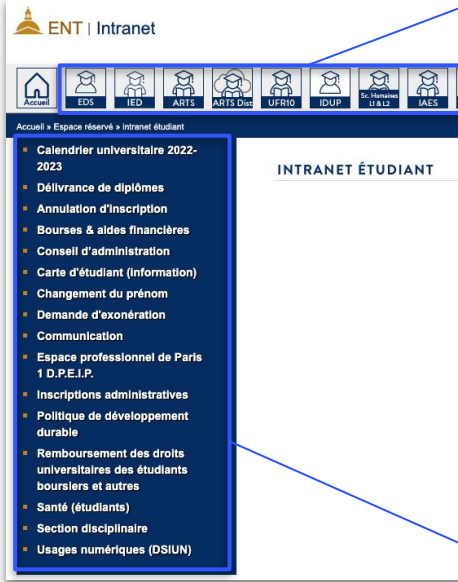 ENT | Intranet
Accueil
EDS
IED
ARTS
ARTS Dist
UFR10
IDUP
Sc. Humaines
L1 & L2
IAES
Accueil » Espace réservé » intranet étudiant
Calendrier universitaire 2022-
2023
Délivrance de diplômes
Annulation d'inscription
Bourses & aides financières
Conseil d'administration
Carte d'étudiant (information)
Changement du prénom
Demande d'exonération
Communication
Espace professionnel de Paris
1 D.P.E.I.P.
Inscriptions administratives
Politique de développement
durable
Remboursement des droits
universitaires des étudiants
boursiers et autres
Santé (étudiants)
Section disciplinaire
Usages numériques (DSIUN)
INTRANET ÉTUDIANT